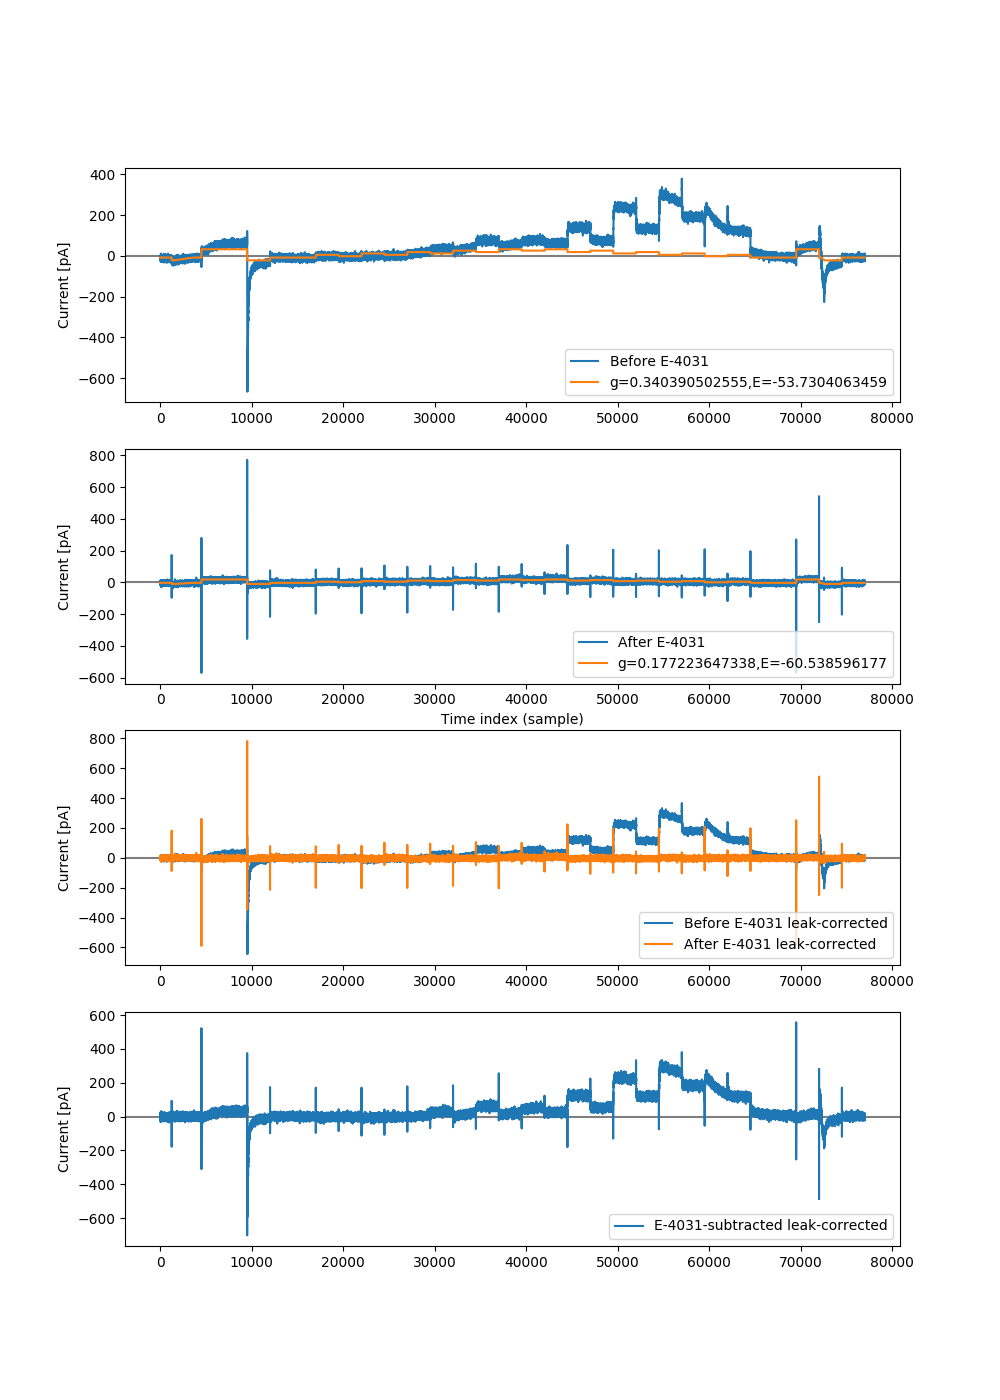 400
200
0
−200
−400
−600
Current [pA]
Before E-4031
g=0.340390502555,E=-53.7304063459
0 10000 20000 30000 40000 50000 60000 70000 80000
800
600
400
200
0
−200
−400
−600
Current [pA]
After E-4031
g=0.177223647338,E=-60.538596177
0 10000 20000 30000 40000 50000 60000 70000 80000
Time index (sample)
800
600
400
200
0
−200
−400
−600
Current [pA]
Before E-4031 leak-corrected
After E-4031 leak-corrected
0 10000 20000 30000 40000 50000 60000 70000 80000
600
400
200
0
−200
−400
−600
Current [pA]
E-4031-subtracted leak-corrected
0 10000 20000 30000 40000 50000 60000 70000 80000